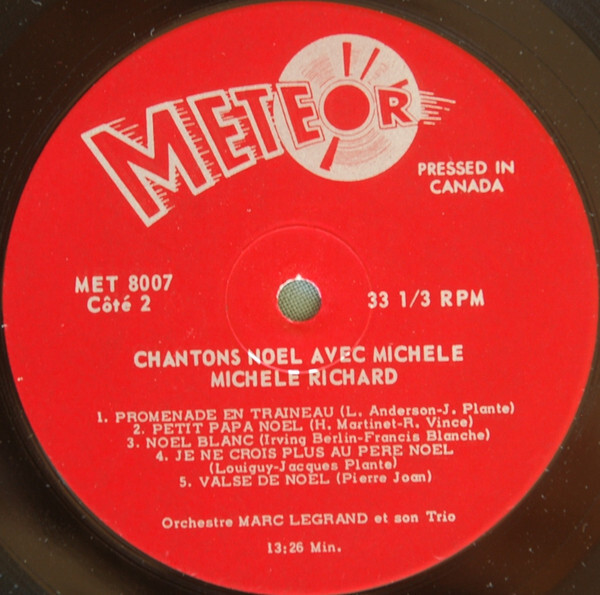 METEOR
PRESSED IN
CANADA
MET 8007
Côté 2
33 1/3 RPM
CHANTONS NOEL AVEC MICHELE
MICHELE RICHARD
1. PROMENADE EN TRAINEAU (L. Anderson-J. Plante)
2. PETIT PAPA NOEL (H. Martinet-R. Vince)
3. NOEL BLANC (Irving Berlin-Francis Blanche)
4. JE NE CROIS PLUS AU PERE NOEL
(Louiguy-Jacques Plante)
5. VALSE DE NOEL (Pierre Joan)
Orchestre MARC LEGRAND et son Trio
13:26 Min.